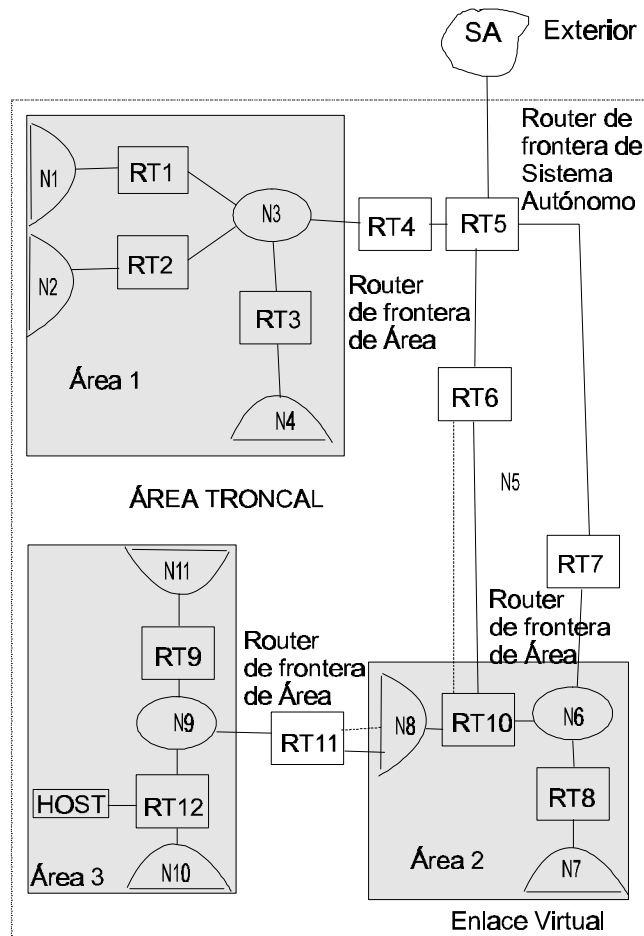 SA
Exterior
Router de
frontera de
Sistema
Autónomo
N1
RT1
N3
RT4
RT5
N2
RT2
RT3
Router
de frontera
de Área
Área 1
N4
RT6
ÁREA TRONCAL
N5
N11
RT7
Router
de frontera
de Área
RT9
Router
de frontera
de Área
N9
RT11
N8
RT10
N6
HOST
RT12
RT8
Área 3
N10
Área 2
N7
Enlace Virtual